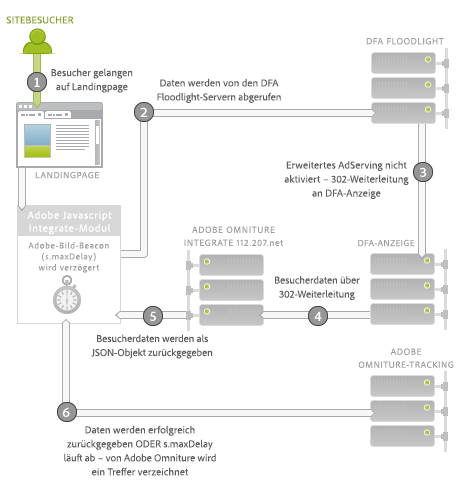 SITEBESUCHER
1
Besucher gelangen
auf Landingpage
LANDINGPAGE
DFA FLOODLIGHT
Daten werden von den DFA
Floodlight-Servern abgerufen
2
Erweitertes AdServing nicht
aktiviert – 302-Weiterleitung
an DFA-Anzeige
3
Adobe Javascript
Integrate-Modul
Adobe-Bild-Beacon
(s.maxDelay)
wird verzögert
ADOBE OMNITURE
INTEGRATE 112.207.net
DFA-ANZEIGE
Besucherdaten über
302-Weiterleitung
4
5
Besucherdaten werden als
JSON-Objekt zurückgegeben
ADOBE
OMNITURE-TRACKING
6
Daten werden erfolgreich
zurückgegeben ODER s.maxDelay
läuft ab – von Adobe Omniture wird
ein Treffer verzeichnet